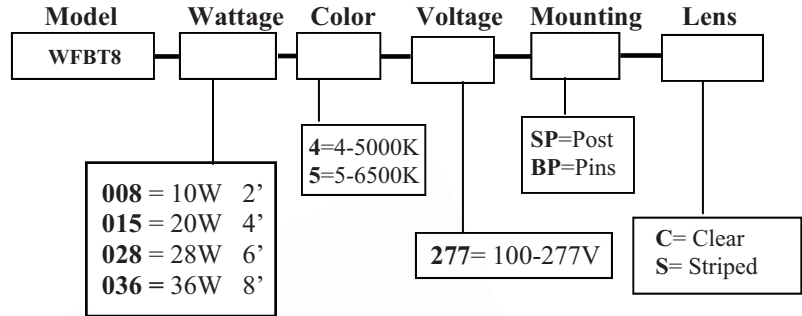 Model Wattage Color Voltage Mounting Lens
WFBT8
4=4-5000K
5=5-6500K
SP=Post
BP=Pins
008 = 10W 2’
015 = 20W 4’
028 = 28W 6’
036 = 36W 8’
277= 100-277V
C= Clear
S= Striped